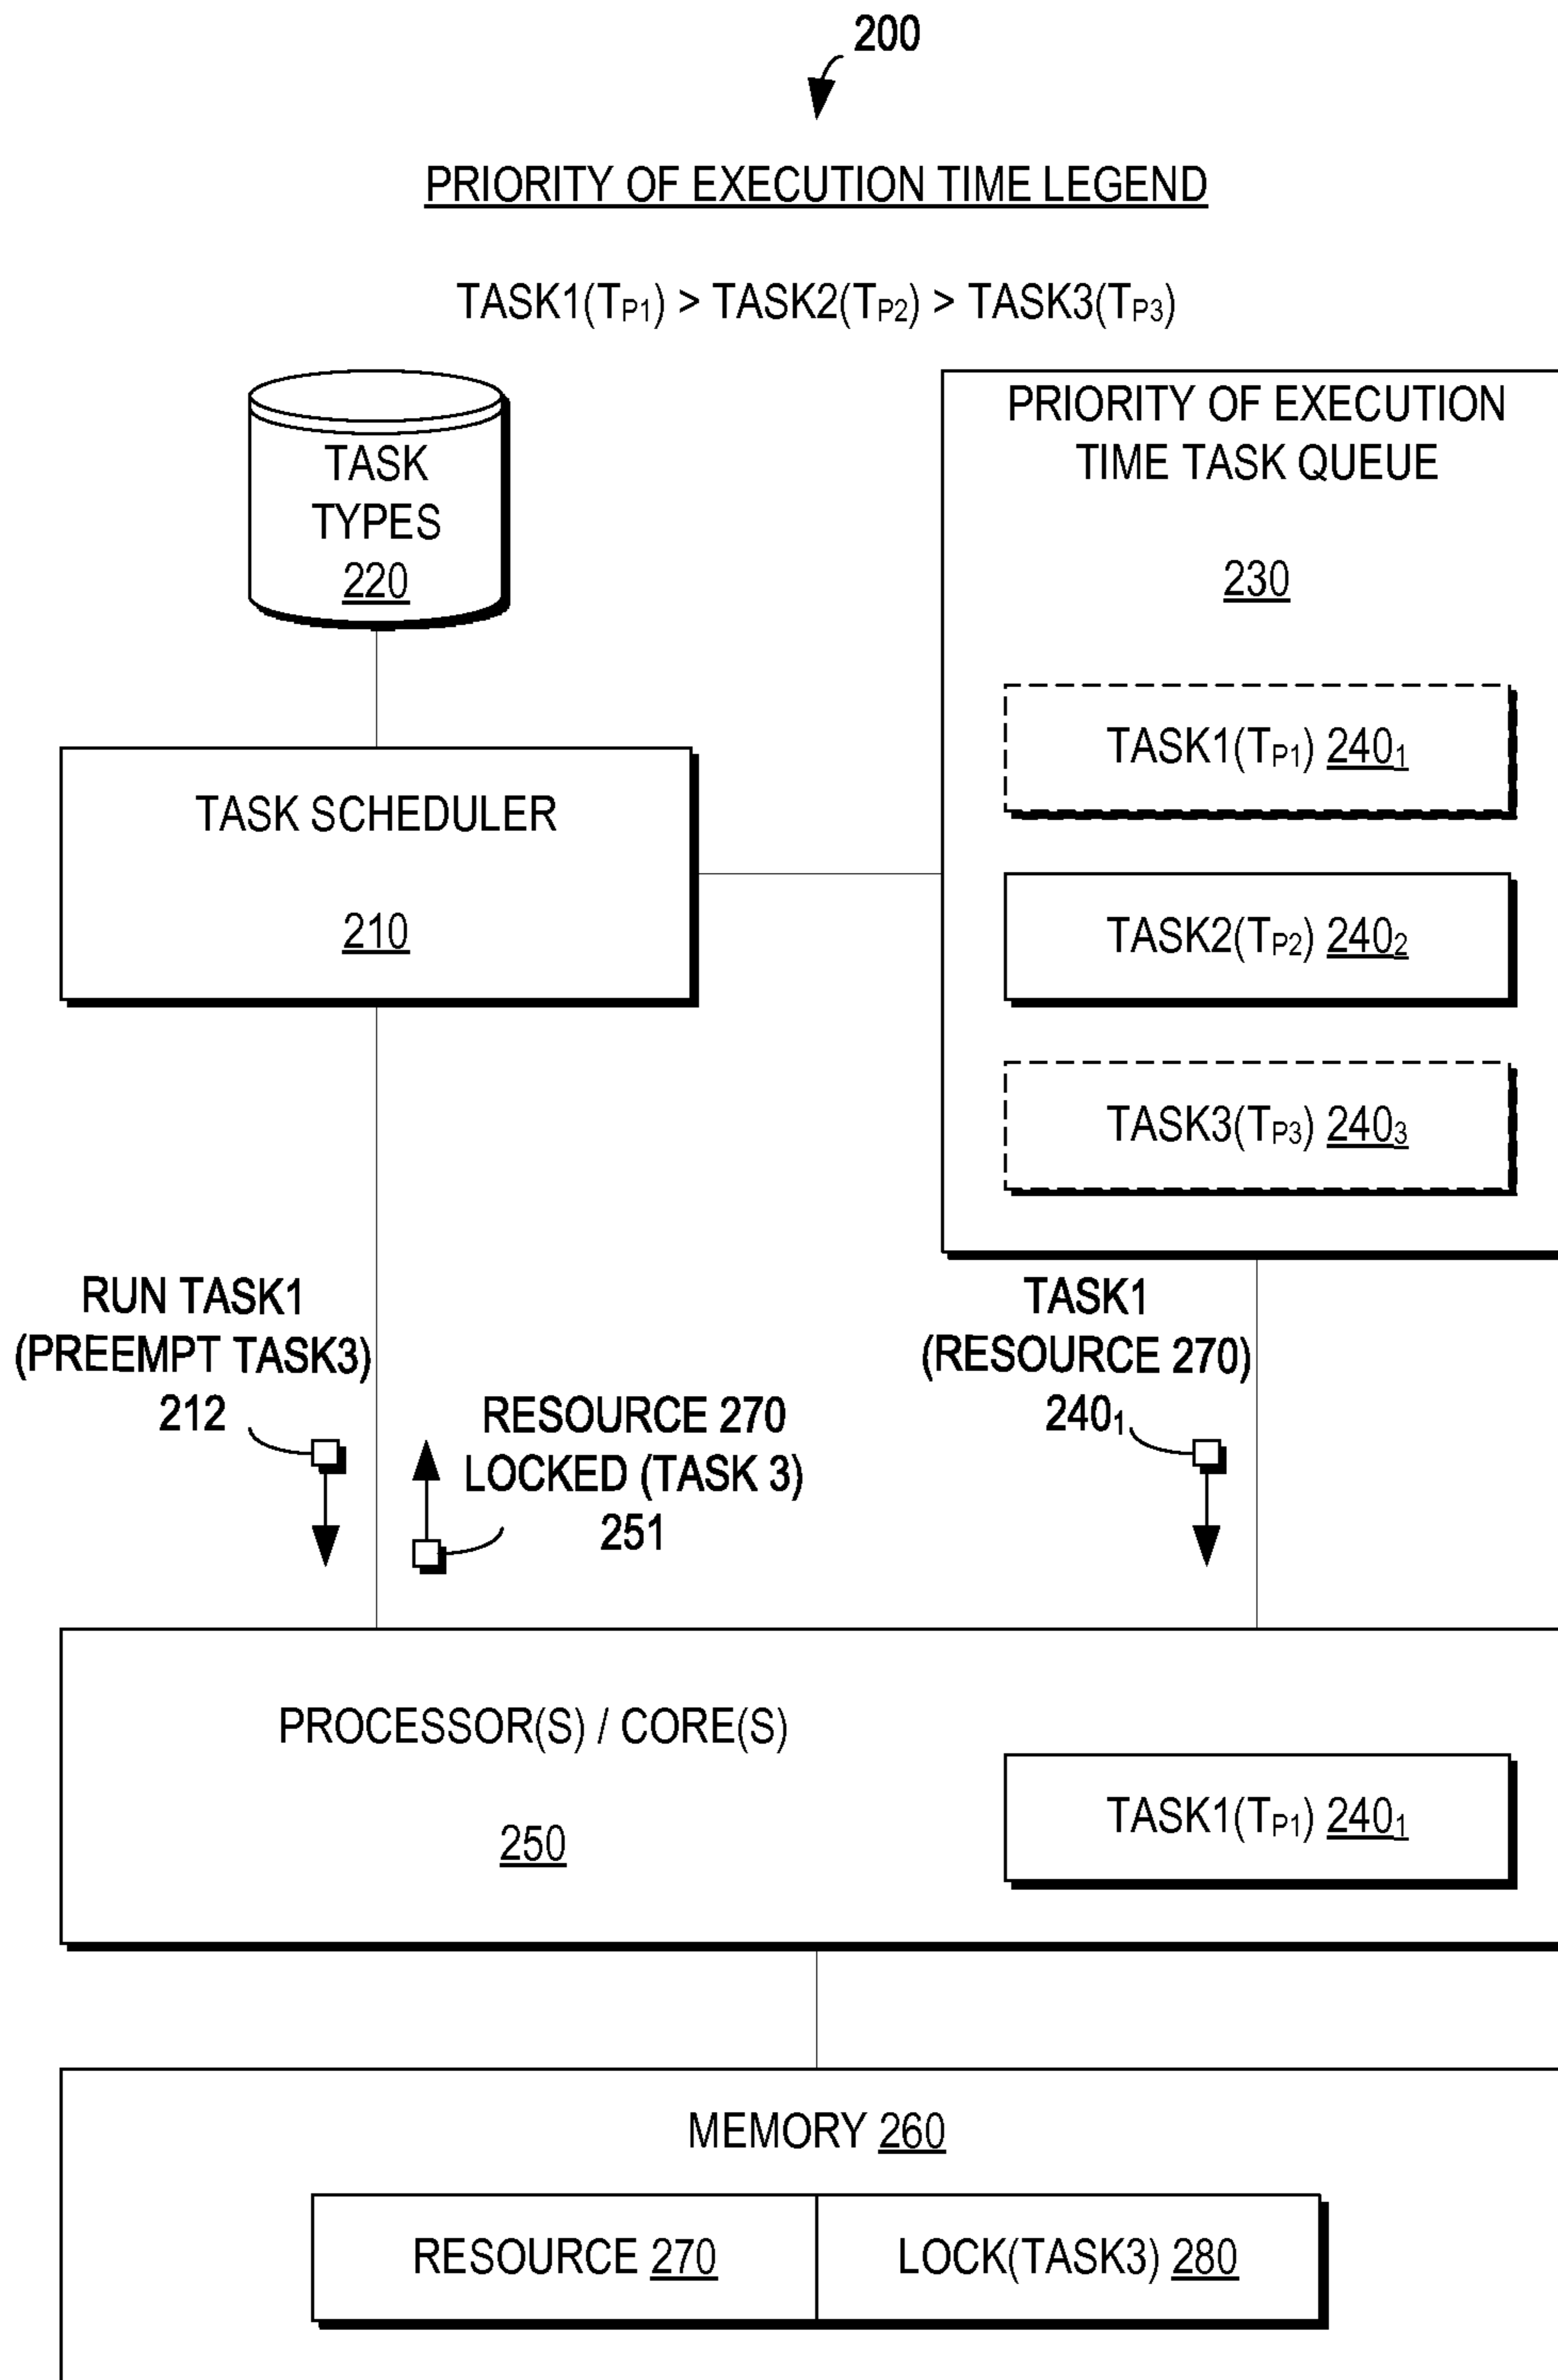 200
PRIORITY OF EXECUTION TIME LEGEND
TASK1(TP1) > TASK2(TP2) > TASK3(TP3)
TASK
TYPES
220
PRIORITY OF EXECUTION
TIME TASK QUEUE
230
TASK1(TP1) 2401
TASK2(TP2) 2402
TASK3(TP3) 2403
TASK SCHEDULER
210
RUN TASK1
(PREEMPT TASK3)
212
RESOURCE 270
LOCKED (TASK 3)
251
TASK1
(RESOURCE 270)
2401
PROCESSOR(S) / CORE(S)
250
TASK1(TP1) 2401
MEMORY 260
RESOURCE 270
LOCK(TASK3) 280